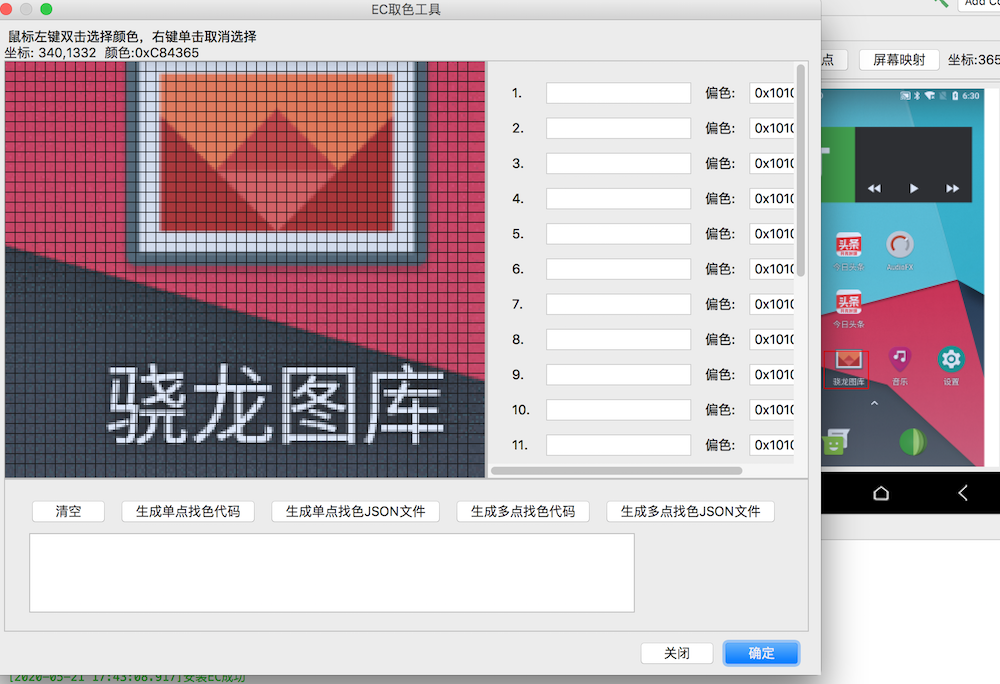 EC取色工具
鼠标左键双击选择颜色，右键单击取消选择
坐标: 340,1332 颜色:0xC84365
骁龙图库
1. 偏色: 0x1010
2. 偏色: 0x1010
3. 偏色: 0x1010
4. 偏色: 0x1010
5. 偏色: 0x1010
6. 偏色: 0x1010
7. 偏色: 0x1010
8. 偏色: 0x1010
9. 偏色: 0x1010
10. 偏色: 0x1010
11. 偏色: 0x1010
清空 生成单点找色代码 生成单点找色JSON文件 生成多点找色代码 生成多点找色JSON文件
关闭 确定
[2020-05-21 17:43:08.917]安装EC成功
Add Co
点 屏幕映射 坐标:365
6:30
头条 
今日头条 AudioFX
头条
今日头条
骁龙图库 音乐 设置